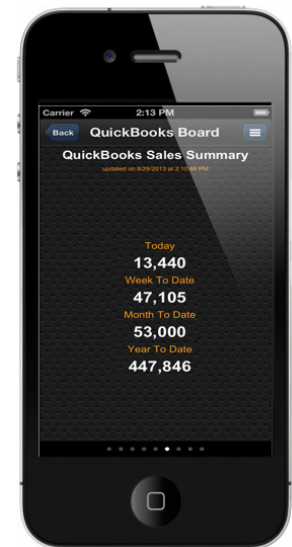 Carrier 2:13 PM
Back QuickBooks Board
QuickBooks Sales Summary
updated on 8/29/2013 at 2:10:46 PM
Today
13,440
Week To Date
47,105
Month To Date
53,000
Year To Date
447,846